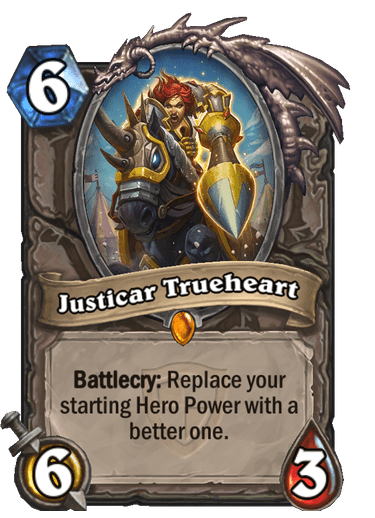 6
Justicar Trueheart
Battlecry: Replace your
starting Hero Power with a
better one.
6
3